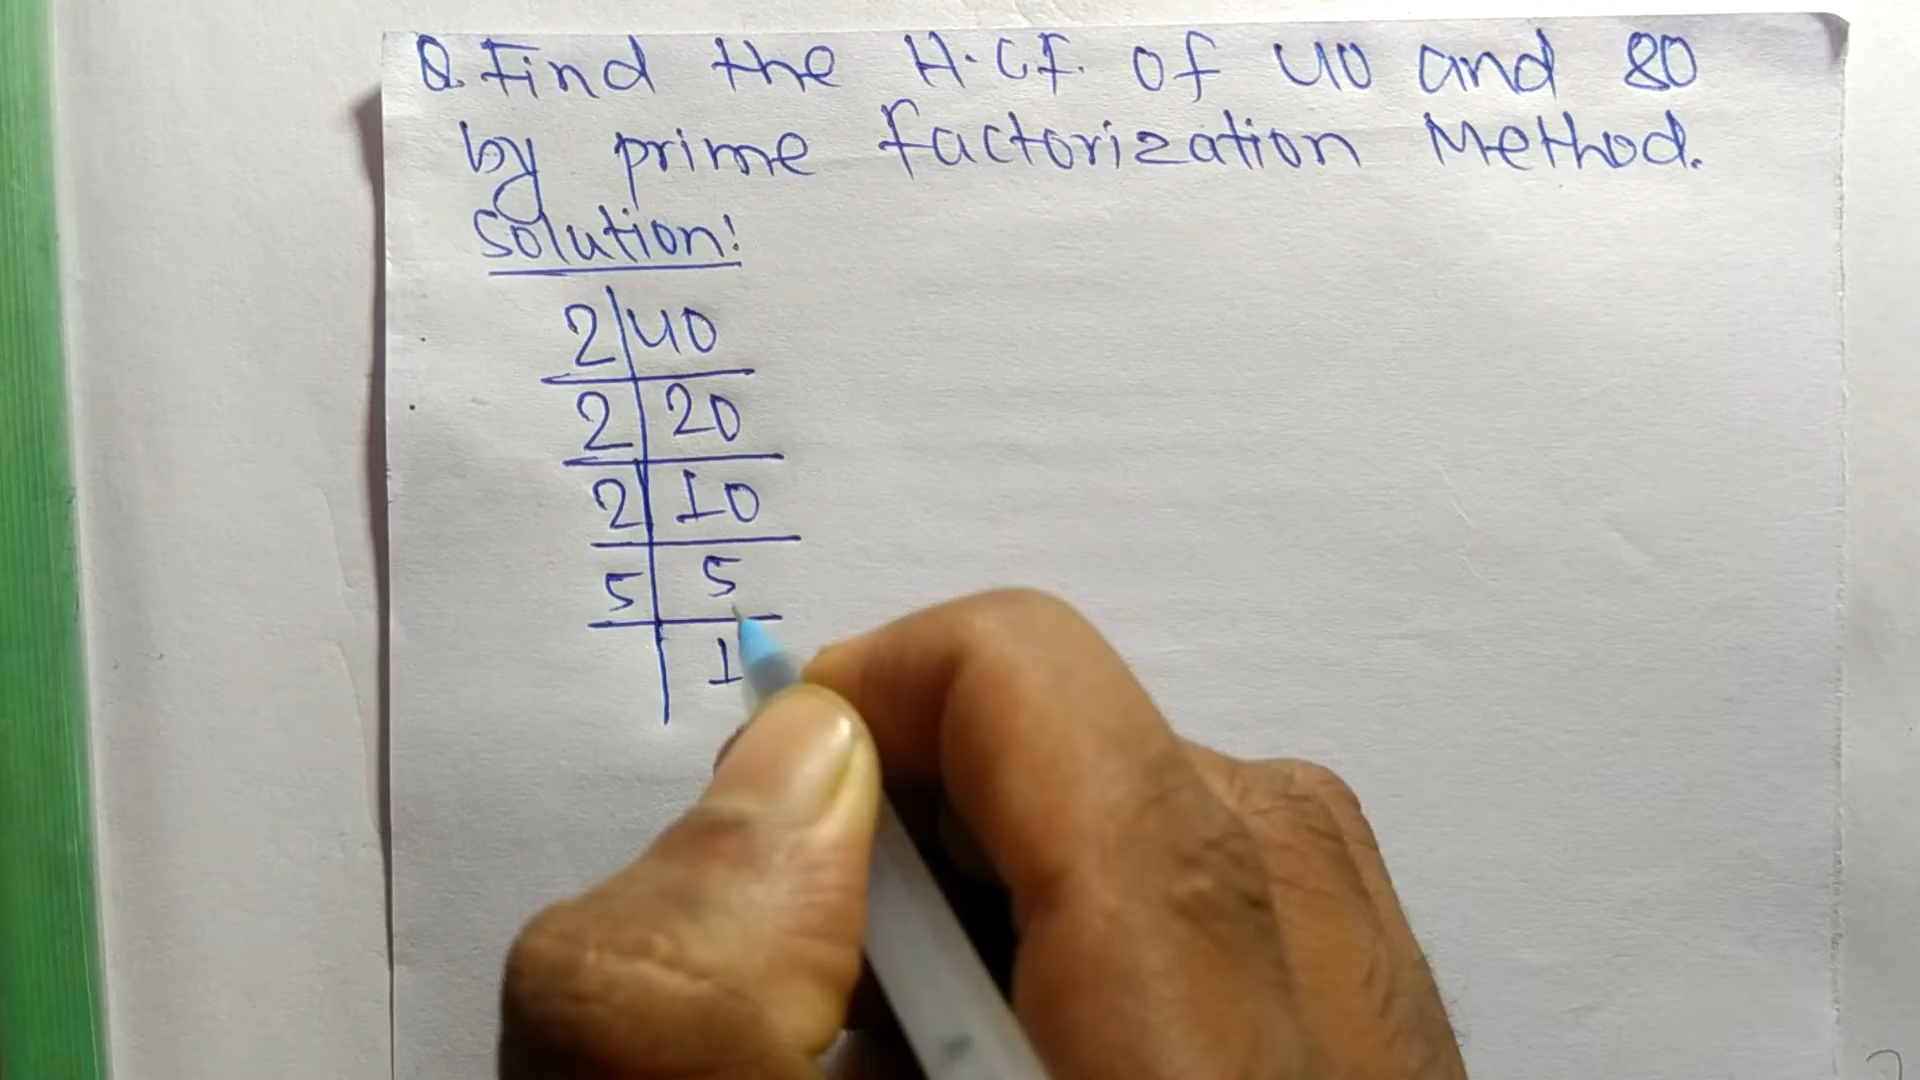 Q. Find the H.C.F. Of 40 and 80
by prime factorization Method.
Solution:
2 | 40
2 | 20
2 | 10
5 | 5
| 1